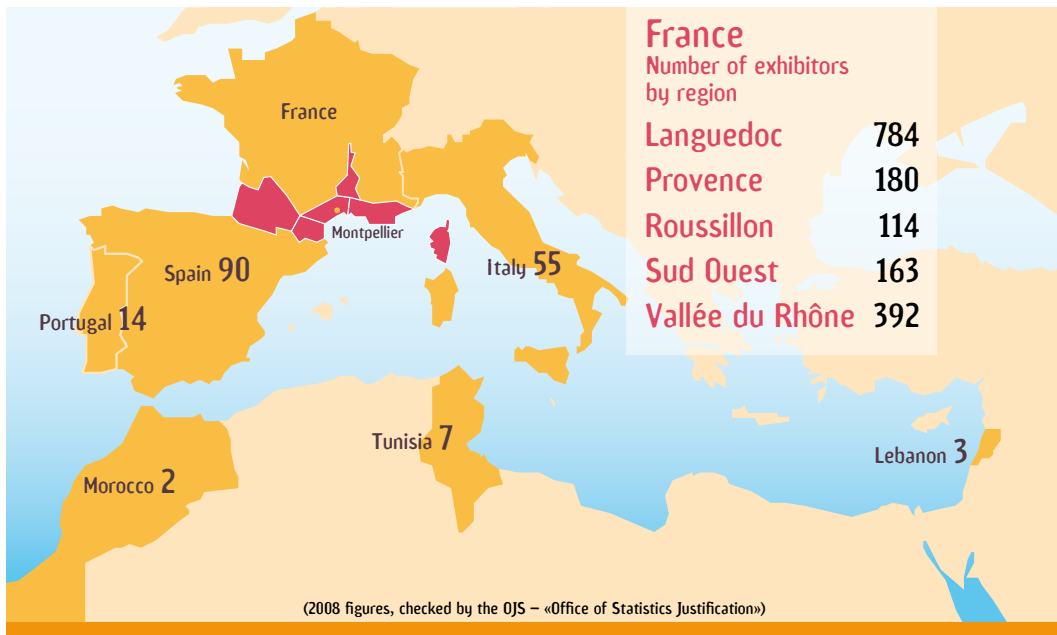 France
Number of exhibitors
by region
Languedoc 784
Provence 180
Roussillon 114
Sud Ouest 163
Vallée du Rhône 392
France
Montpellier
Spain 90
Italy 55
Portugal 14
Tunisia 7
Lebanon 3
Morocco 2
(2008 figures, checked by the OJS – «Office of Statistics Justification»)